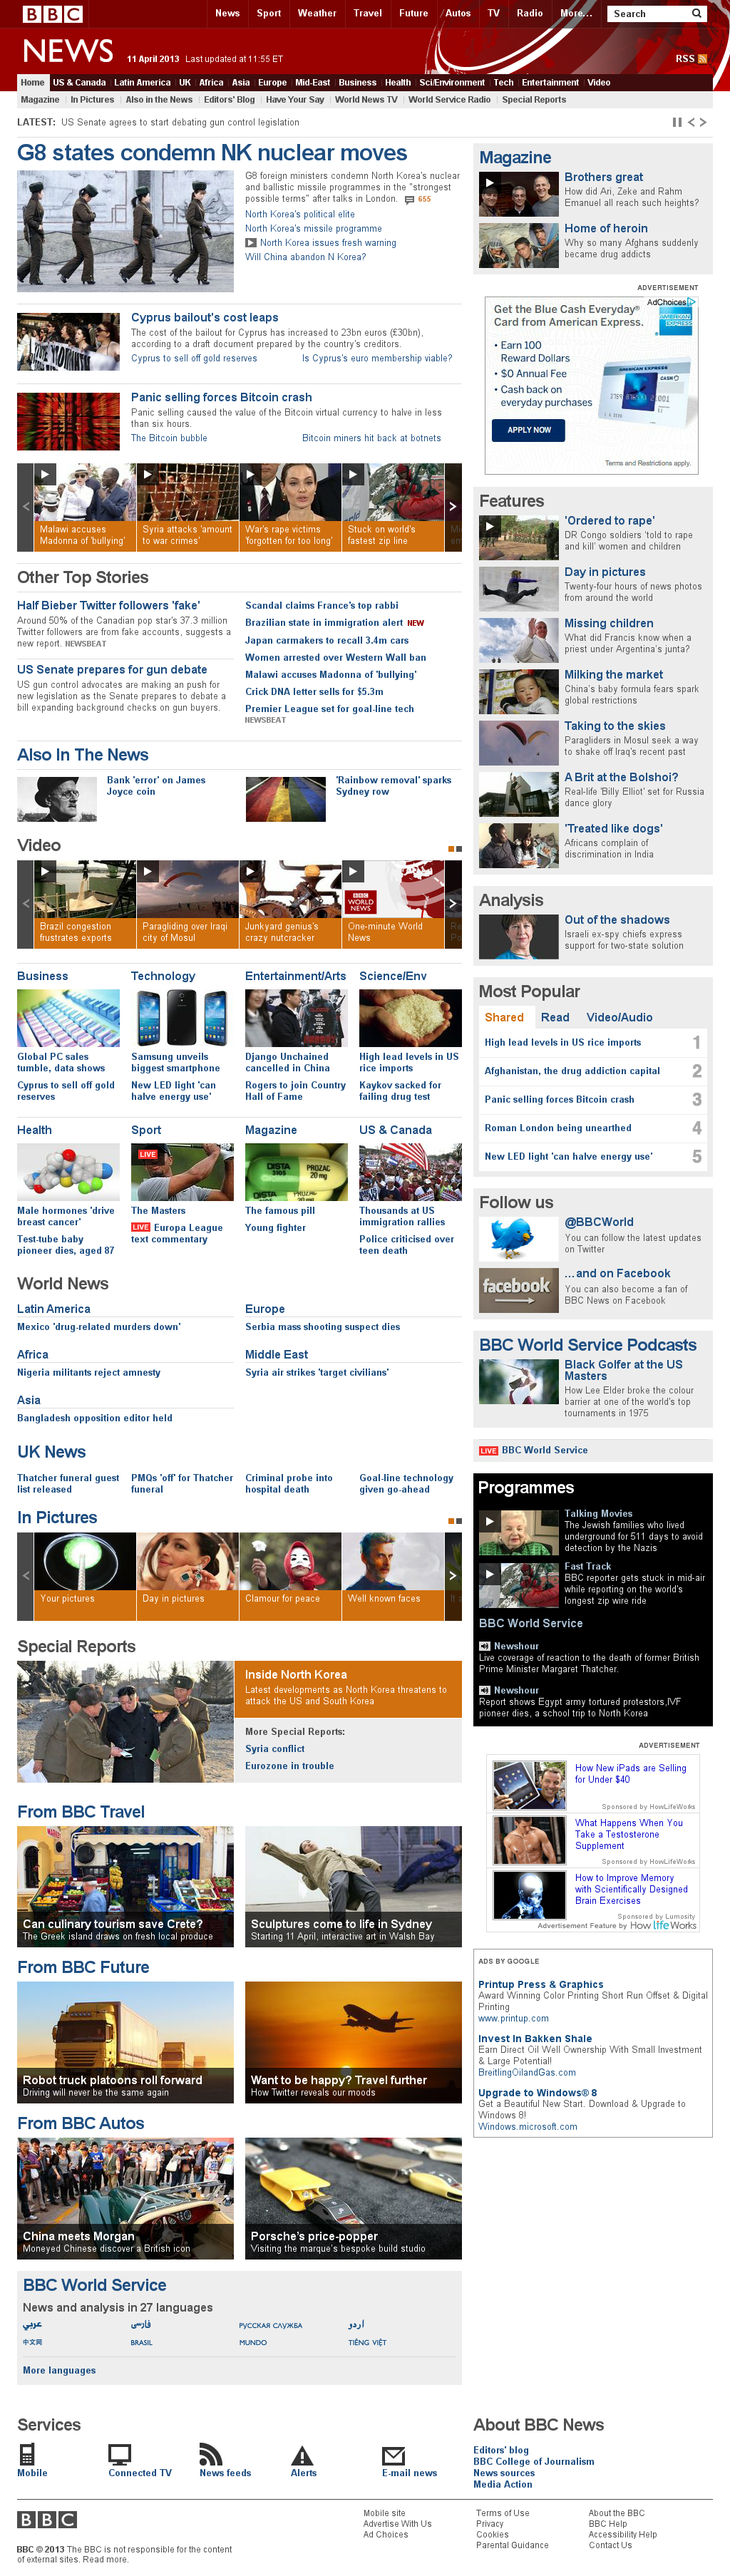 BBC
News Sport Weather Travel Future Autos TV Radio More... Search
NEWS
11 April 2013 Last updated at 11:55 ET
RSS
Home US & Canada Latin America UK Africa Asia Europe Mid-East Business Health Sci/Environment Tech Entertainment Video
Magazine In Pictures Also in the News Editors' Blog Have Your Say World News TV World Service Radio Special Reports
LATEST: US Senate agrees to start debating gun control legislation
G8 states condemn NK nuclear moves
G8 foreign ministers condemn North Korea's nuclear
and ballistic missile programmes in the "strongest
possible terms" after talks in London. 655
North Korea's political elite
North Korea's missile programme
North Korea issues fresh warning
Will China abandon N Korea?
Cyprus bailout's cost leaps
The cost of the bailout for Cyprus has increased to 23bn euros (£30bn),
according to a draft document prepared by the country's creditors.
Cyprus to sell off gold reserves
Is Cyprus's euro membership viable?
Panic selling forces Bitcoin crash
Panic selling caused the value of the Bitcoin virtual currency to halve in less
than six hours.
The Bitcoin bubble
Bitcoin miners hit back at botnets
Malawi accuses
Madonna of 'bullying'
Syria attacks 'amount
to war crimes'
War's rape victims
'forgotten for too long'
Stuck on world's
fastest zip line
Other Top Stories
Half Bieber Twitter followers 'fake'
Around 50% of the Canadian pop star's 37.3 million
Twitter followers are from fake accounts, suggests a
new report. NEWSBEAT
US Senate prepares for gun debate
US gun control advocates are making an push for
new legislation as the Senate prepares to debate a
bill expanding background checks on gun buyers.
Scandal claims France's top rabbi
Brazilian state in immigration alert NEW
Japan carmakers to recall 3.4m cars
Women arrested over Western Wall ban
Malawi accuses Madonna of 'bullying'
Crick DNA letter sells for $5.3m
Premier League set for goal-line tech
NEWSBEAT
Also In The News
Bank 'error' on James
Joyce coin
'Rainbow removal' sparks
Sydney row
Video
Brazil congestion
frustrates exports
Paragliding over Iraqi
city of Mosul
Junkyard genius's
crazy nutcracker
BBC
WORLD
NEWS
One-minute World
News
Business
Global PC sales
tumble, data shows
Cyprus to sell off gold
reserves
Technology
Samsung unveils
biggest smartphone
New LED light 'can
halve energy use'
Entertainment/Arts
Django Unchained
cancelled in China
Rogers to join Country
Hall of Fame
Science/Env
High lead levels in US
rice imports
Kaykov sacked for
failing drug test
Health
Male hormones 'drive
breast cancer'
Test-tube baby
pioneer dies, aged 87
Sport
LIVE
The Masters
LIVE Europa League
text commentary
Magazine
DISTA
3105
PROZAC
20 mg
The famous pill
Young fighter
US & Canada
Thousands at US
immigration rallies
Police criticised over
teen death
World News
Latin America
Mexico 'drug-related murders down'
Europe
Serbia mass shooting suspect dies
Africa
Nigeria militants reject amnesty
Middle East
Syria air strikes 'target civilians'
Asia
Bangladesh opposition editor held
UK News
Thatcher funeral guest
list released
PMQs 'off' for Thatcher
funeral
Criminal probe into
hospital death
Goal-line technology
given go-ahead
In Pictures
Your pictures
Day in pictures
Clamour for peace
Well known faces
Special Reports
Inside North Korea
Latest developments as North Korea threatens to
attack the US and South Korea
More Special Reports:
Syria conflict
Eurozone in trouble
From BBC Travel
Can culinary tourism save Crete?
The Greek island draws on fresh local produce
Sculptures come to life in Sydney
Starting 11 April, interactive art in Walsh Bay
From BBC Future
Robot truck platoons roll forward
Driving will never be the same again
Want to be happy? Travel further
How Twitter reveals our moods
From BBC Autos
China meets Morgan
Moneyed Chinese discover a British icon
Porsche's price-popper
Visiting the marque's bespoke build studio
BBC World Service
News and analysis in 27 languages
عربي
فارسی
РУССКАЯ СЛУЖБА
اردو
中文网
BRASIL
MUNDO
TIẾNG VIỆT
More languages
Magazine
Brothers great
How did Ari, Zeke and Rahm
Emanuel all reach such heights?
Home of heroin
Why so many Afghans suddenly
became drug addicts
ADVERTISEMENT
AdChoices
Get the Blue Cash Everyday®
Card from American Express.
AMERICAN
EXPRESS
• Earn 100
Reward Dollars
• $0 Annual Fee
• Cash back on
everyday purchases
CASH
APPLY NOW
Terms and Restrictions apply.
Features
'Ordered to rape'
DR Congo soldiers 'told to rape
and kill' women and children
Day in pictures
Twenty-four hours of news photos
from around the world
Missing children
What did Francis know when a
priest under Argentina's junta?
Milking the market
China's baby formula fears spark
global restrictions
Taking to the skies
Paragliders in Mosul seek a way
to shake off Iraq's recent past
A Brit at the Bolshoi?
Real-life 'Billy Elliot' set for Russia
dance glory
'Treated like dogs'
Africans complain of
discrimination in India
Analysis
Out of the shadows
Israeli ex-spy chiefs express
support for two-state solution
Most Popular
Shared Read Video/Audio
High lead levels in US rice imports 1
Afghanistan, the drug addiction capital 2
Panic selling forces Bitcoin crash 3
Roman London being unearthed 4
New LED light 'can halve energy use' 5
Follow us
@BBCWorld
You can follow the latest updates
on Twitter
facebook
...and on Facebook
You can also become a fan of
BBC News on Facebook
BBC World Service Podcasts
Black Golfer at the US
Masters
How Lee Elder broke the colour
barrier at one of the world's top
tournaments in 1975
LIVE BBC World Service
Programmes
Talking Movies
The Jewish families who lived
underground for 511 days to avoid
detection by the Nazis
Fast Track
BBC reporter gets stuck in mid-air
while reporting on the world's
longest zip wire ride
BBC World Service
Newshour
Live coverage of reaction to the death of former British
Prime Minister Margaret Thatcher.
Newshour
Report shows Egypt army tortured protestors,IVF
pioneer dies, a school trip to North Korea
ADVERTISEMENT
How New iPads are Selling
for Under $40
Sponsored by HowLifeWorks
What Happens When You
Take a Testosterone
Supplement
Sponsored by HowLifeWorks
How to Improve Memory
with Scientifically Designed
Brain Exercises
Sponsored by Lumosity
Advertisement Feature by How life Works
ADS BY GOOGLE
Printup Press & Graphics
Award Winning Color Printing Short Run Offset & Digital
Printing
www.printup.com
Invest In Bakken Shale
Earn Direct Oil Well Ownership With Small Investment
& Large Potential!
BreitlingOilandGas.com
Upgrade to Windows® 8
Get a Beautiful New Start. Download & Upgrade to
Windows 8!
Windows.microsoft.com
Services
Mobile
Connected TV
News feeds
Alerts
E-mail news
About BBC News
Editors' blog
BBC College of Journalism
News sources
Media Action
BBC
BBC © 2013 The BBC is not responsible for the content
of external sites. Read more.
Mobile site
Advertise With Us
Ad Choices
Terms of Use
Privacy
Cookies
Parental Guidance
About the BBC
BBC Help
Accessibility Help
Contact Us